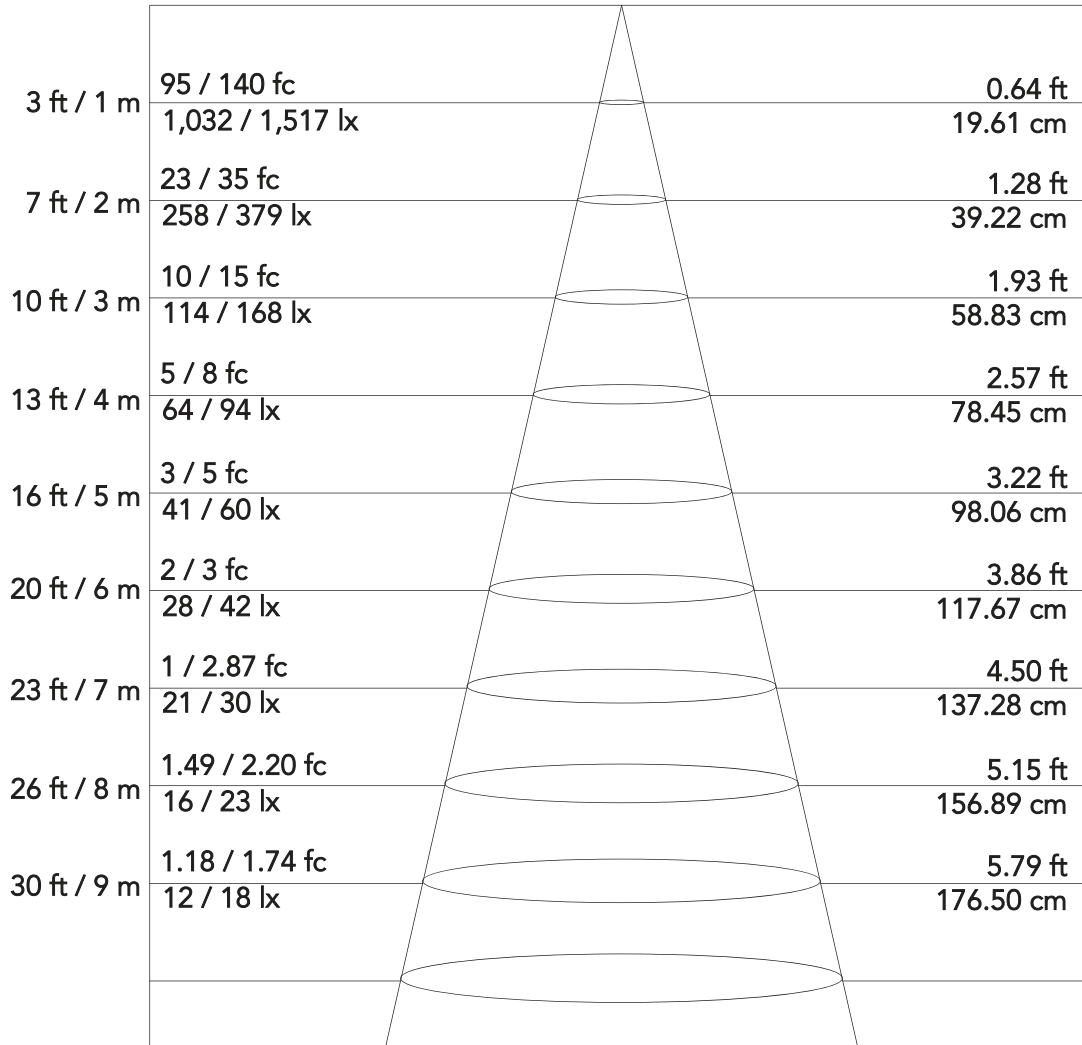 95 / 140 fc
0.64 ft
3 ft / 1 m
1,032 / 1,517 lx
19.61 cm
23 / 35 fc
1.28 ft
7 ft / 2 m
258 / 379 lx
39.22 cm
10 / 15 fc
1.93 ft
10 ft / 3 m
114 / 168 lx
58.83 cm
5 / 8 fc
2.57 ft
13 ft / 4 m
64 / 94 lx
78.45 cm
3 / 5 fc
3.22 ft
16 ft / 5 m
41 / 60 lx
98.06 cm
2 / 3 fc
3.86 ft
20 ft / 6 m
28 / 42 lx
117.67 cm
1 / 2.87 fc
4.50 ft
23 ft / 7 m
21 / 30 lx
137.28 cm
1.49 / 2.20 fc
5.15 ft
26 ft / 8 m
16 / 23 lx
156.89 cm
1.18 / 1.74 fc
5.79 ft
30 ft / 9 m
12 / 18 lx
176.50 cm